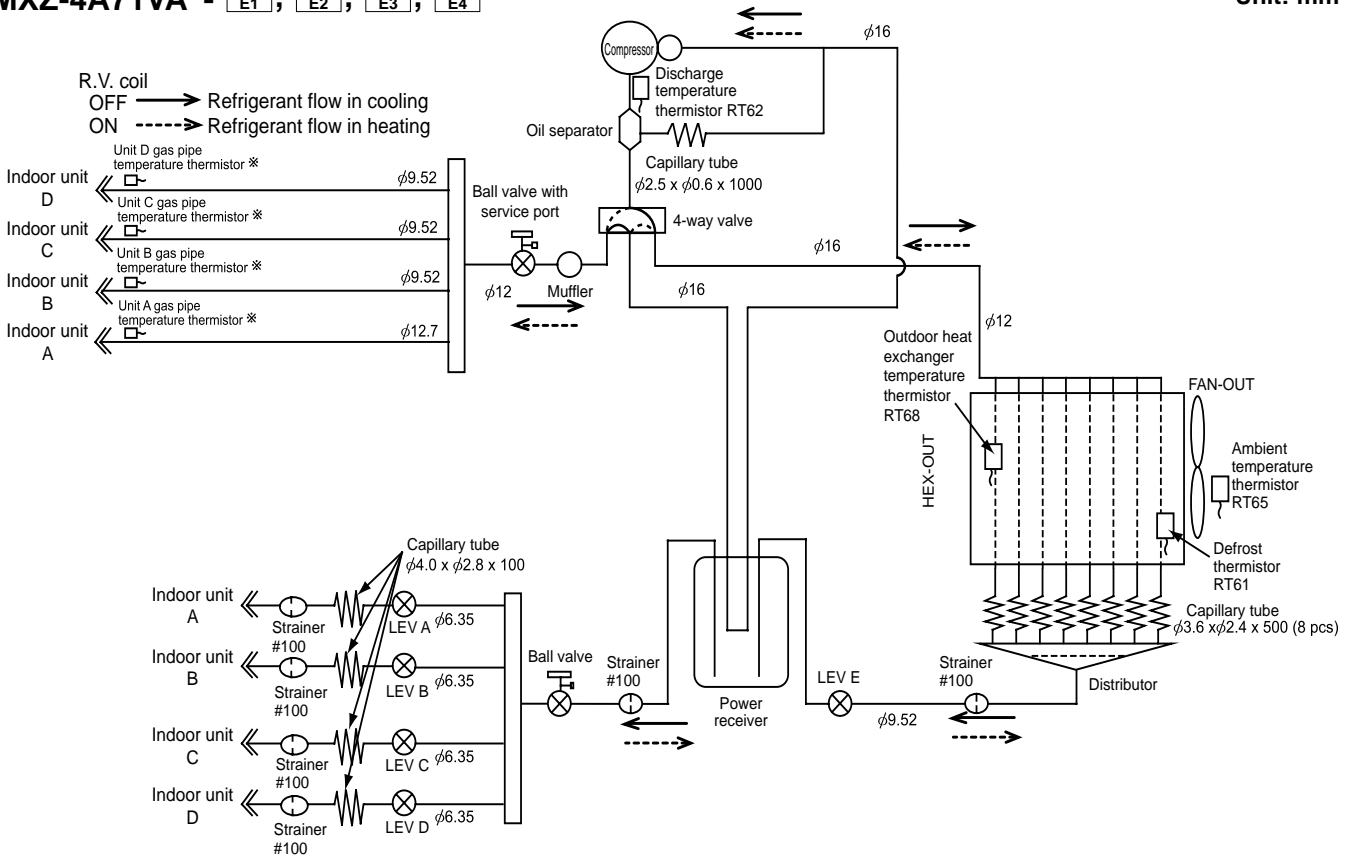 MXZ-4A71VA - E1, E2, E3, E4
Unit: mm
R.V. coil
OFF → Refrigerant flow in cooling
ON ⇢ Refrigerant flow in heating
Compressor
Discharge
temperature
thermistor RT62
Oil separator
Capillary tube
ϕ2.5 x ϕ0.6 x 1000
4-way valve
ϕ16
ϕ16
ϕ16
ϕ12
Indoor unit
D
Unit D gas pipe
temperature thermistor ※
ϕ9.52
Indoor unit
C
Unit C gas pipe
temperature thermistor ※
ϕ9.52
Indoor unit
B
Unit B gas pipe
temperature thermistor ※
ϕ9.52
Indoor unit
A
Unit A gas pipe
temperature thermistor ※
ϕ12.7
Ball valve with
service port
ϕ12
Muffler
Outdoor heat
exchanger
temperature
thermistor
RT68
HEX-OUT
FAN-OUT
Ambient
temperature
thermistor
RT65
Defrost
thermistor
RT61
Capillary tube
ϕ3.6 xϕ2.4 x 500 (8 pcs)
Distributor
Capillary tube
ϕ4.0 x ϕ2.8 x 100
Indoor unit
A
Strainer
#100
LEV A
ϕ6.35
Indoor unit
B
Strainer
#100
LEV B
ϕ6.35
Indoor unit
C
Strainer
#100
LEV C
ϕ6.35
Indoor unit
D
Strainer
#100
LEV D
ϕ6.35
Ball valve
Strainer
#100
Power
receiver
LEV E
ϕ9.52
Strainer
#100